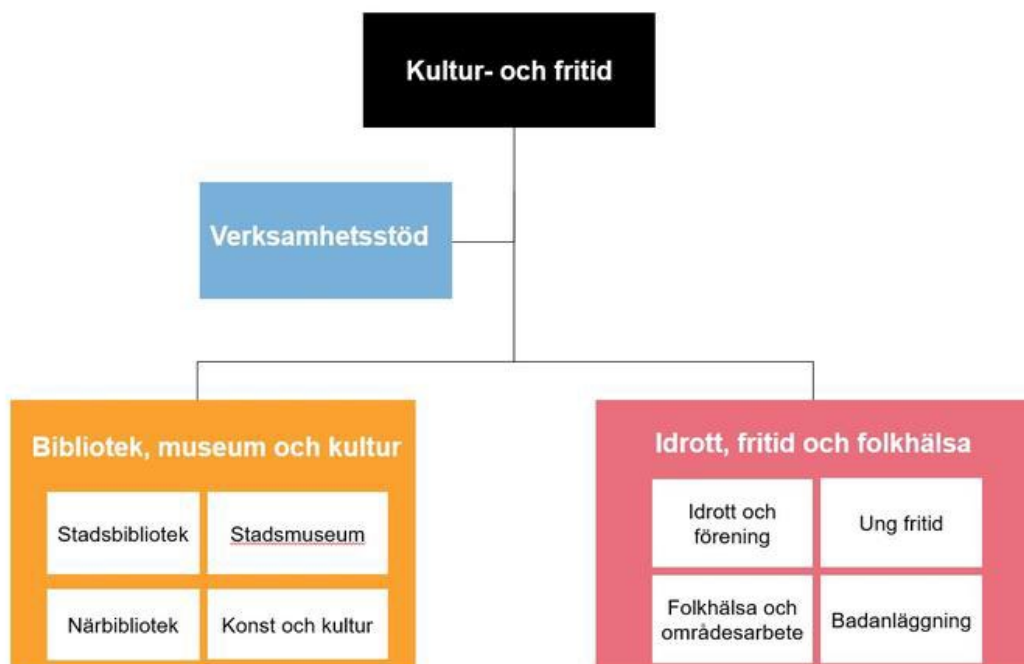 Kultur- och fritid
Verksamhetsstöd
Bibliotek, museum och kultur
Stadsbibliotek
Stadsmuseum
Närbibliotek
Konst och kultur
Idrott, fritid och folkhälsa
Idrott och
förening
Ung fritid
Folkhälsa och
områdesarbete
Badanläggning